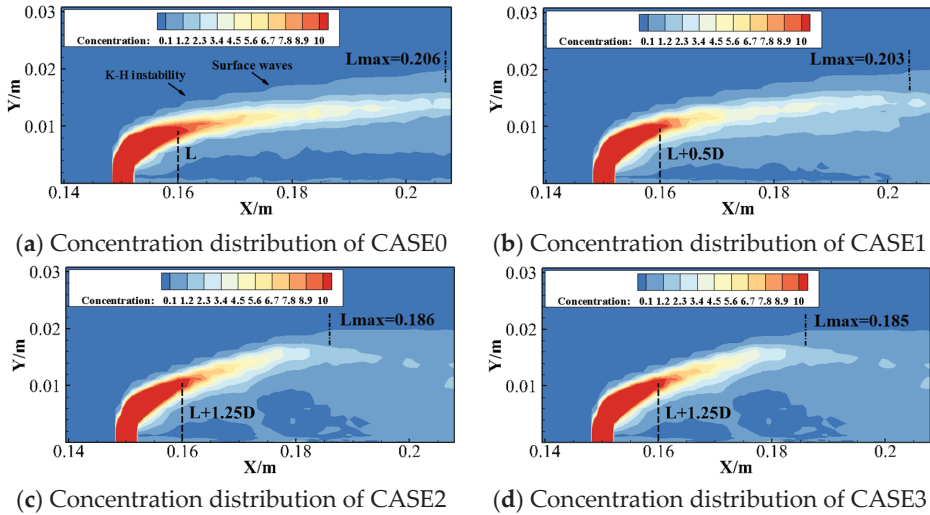 0.03
Concentration: 0.1 1.2 2.3 3.4 4.5 5.6 6.7 7.8 8.9 10
Lmax=0.206
Surface waves
K-H instability
0.02
Y/m
0.01
L
0
0.14 0.16 0.18 0.2
X/m
(a) Concentration distribution of CASE0
0.03
Concentration: 0.1 1.2 2.3 3.4 4.5 5.6 6.7 7.8 8.9 10
Lmax=0.203
0.02
Y/m
0.01
L+0.5D
0
0.14 0.16 0.18 0.2
X/m
(b) Concentration distribution of CASE1
0.03
Concentration: 0.1 1.2 2.3 3.4 4.5 5.6 6.7 7.8 8.9 10
Lmax=0.186
0.02
Y/m
0.01
L+1.25D
0
0.14 0.16 0.18 0.2
X/m
(c) Concentration distribution of CASE2
0.03
Concentration: 0.1 1.2 2.3 3.4 4.5 5.6 6.7 7.8 8.9 10
Lmax=0.185
0.02
Y/m
0.01
L+1.25D
0
0.14 0.16 0.18 0.2
X/m
(d) Concentration distribution of CASE3